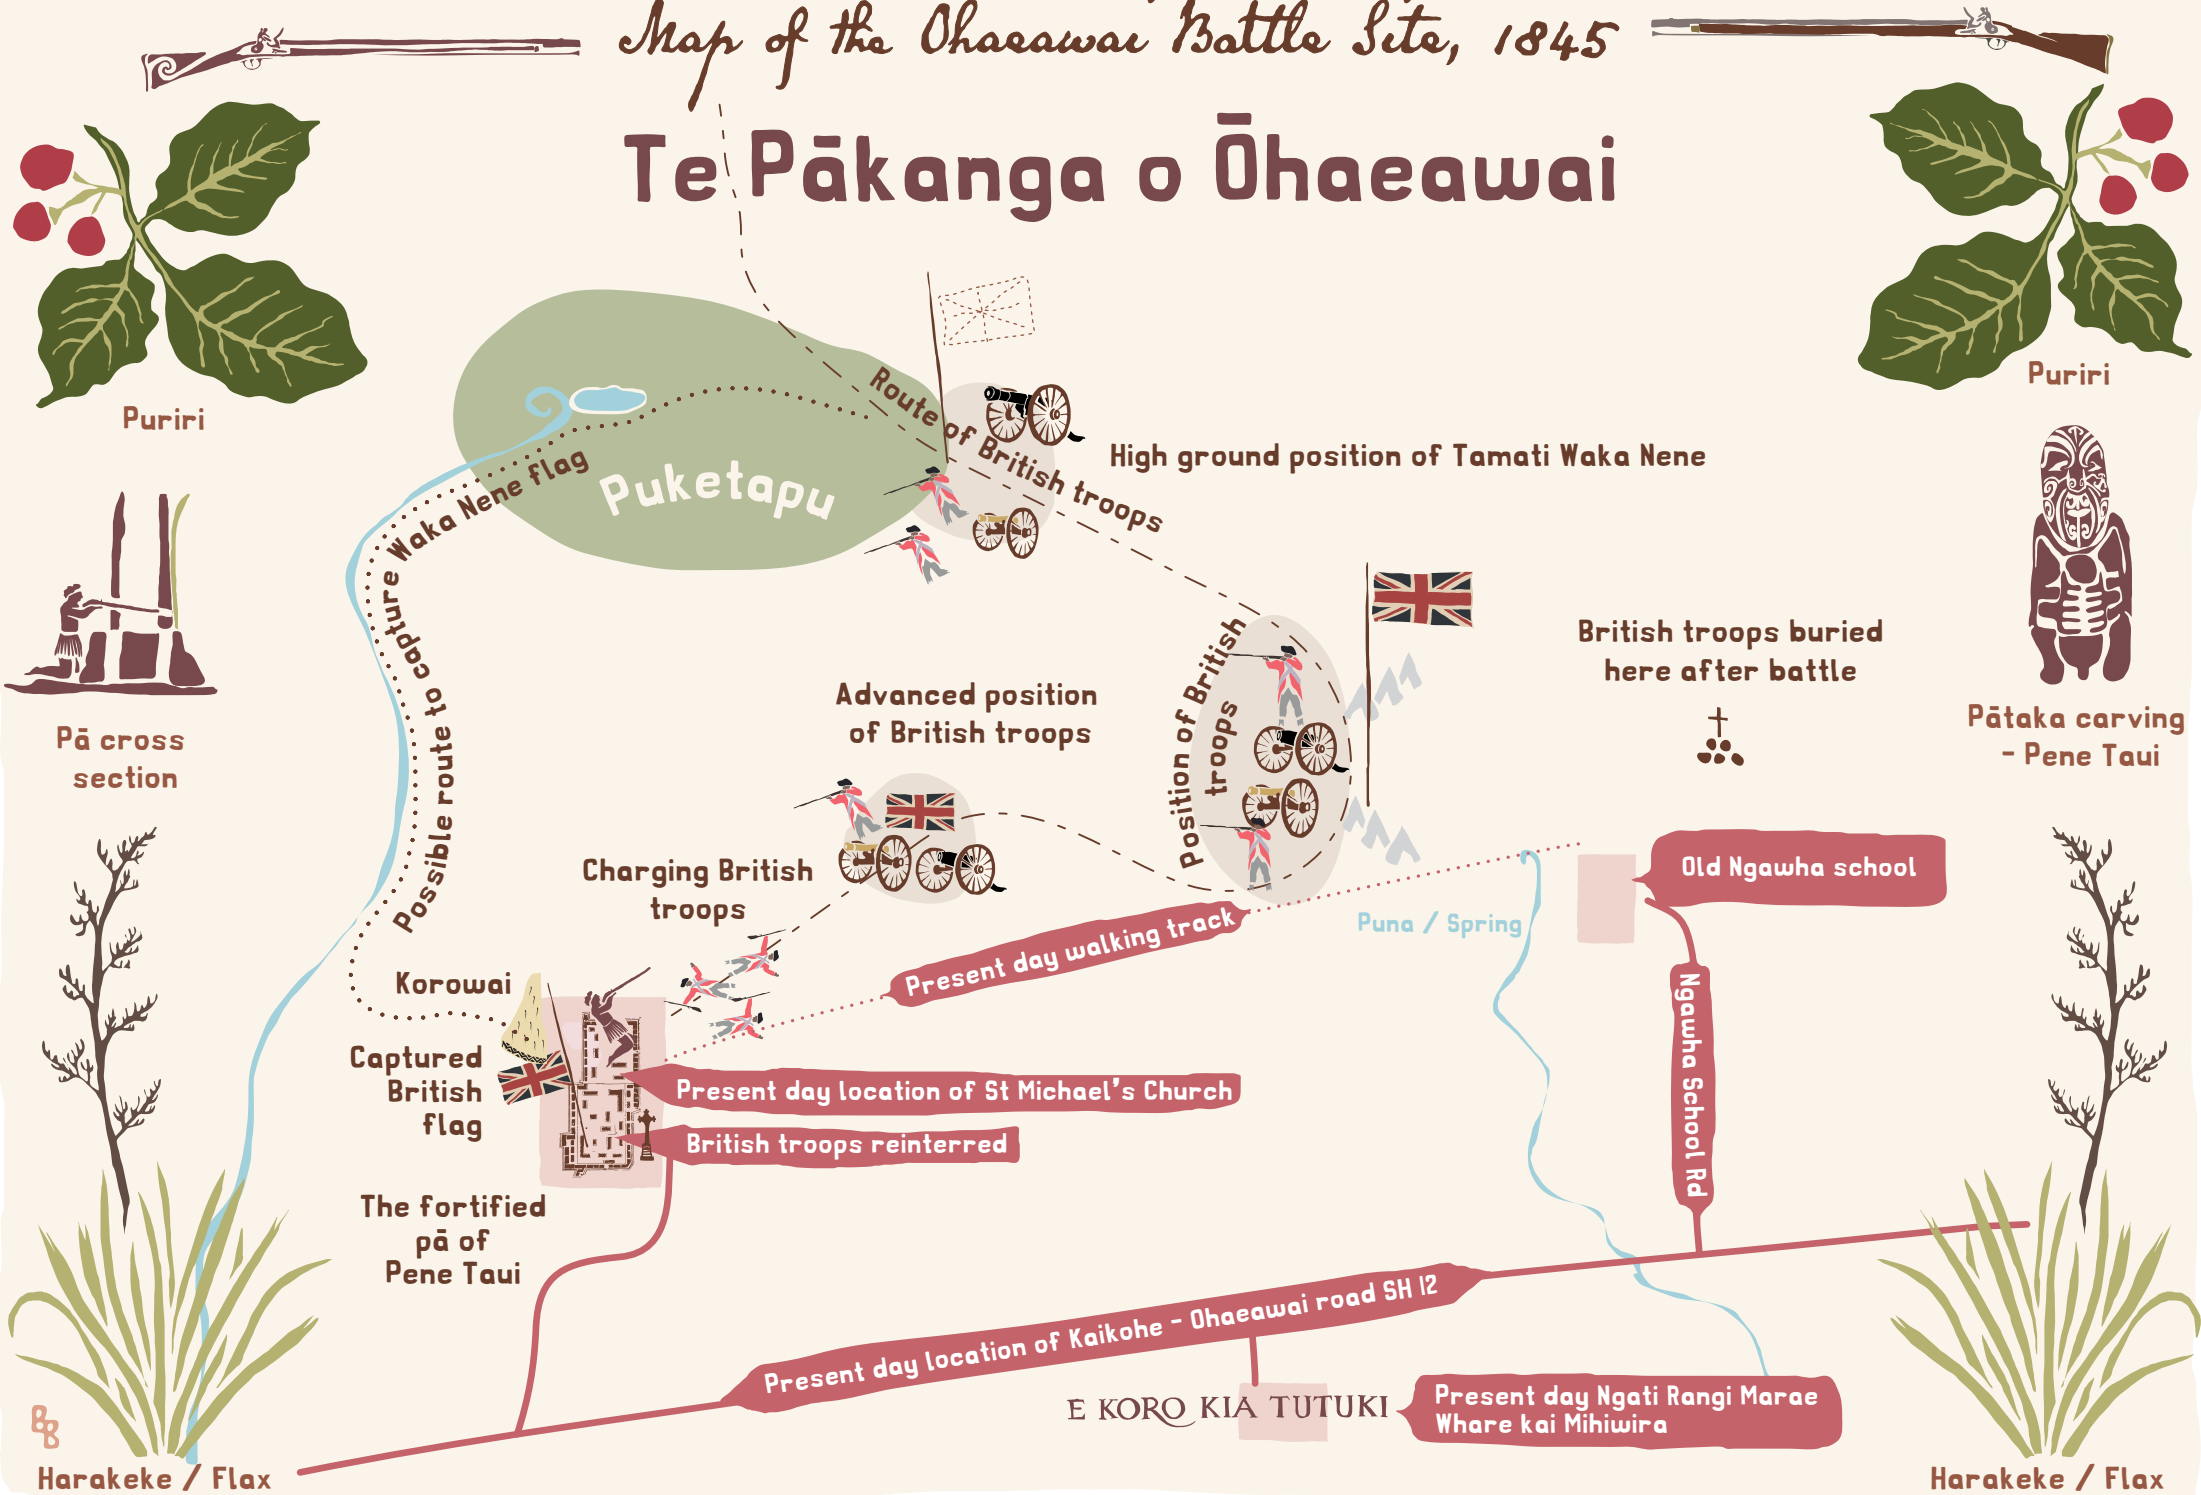 Map of the Ohaeawai Battle Site, 1845
Te Pākanga o Ōhaeawai
Puriri
Puriri
Route of British troops
High ground position of Tamati Waka Nene
Puketapu
Possible route to capture Waka Nene flag
Pā cross
section
British troops buried
here after battle
Pātaka carving
- Pene Taui
Advanced position
of British troops
Position of British
troops
Charging British
troops
Old Ngawha school
Puna / Spring
Present day walking track
Ngawha School Rd
Korowai
Captured
British
flag
Present day location of St Michael's Church
British troops reinterred
The fortified
pā of
Pene Taui
Present day location of Kaikohe - Ohaeawai road SH 12
E KORO KIA TUTUKI
Present day Ngati Rangi Marae
Whare kai Mihiwira
BB
Harakeke / Flax
Harakeke / Flax